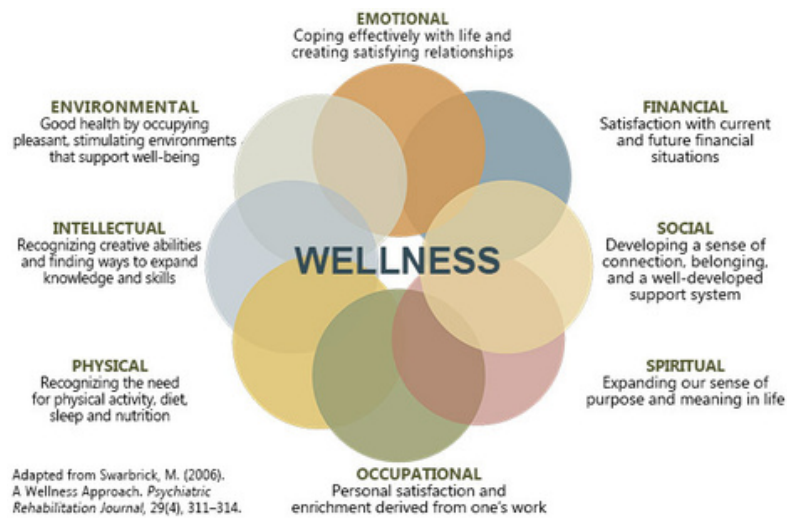 EMOTIONAL
Coping effectively with life and
creating satisfying relationships
ENVIRONMENTAL
Good health by occupying
pleasant, stimulating environments
that support well-being
FINANCIAL
Satisfaction with current
and future financial
situations
INTELLECTUAL
Recognizing creative abilities
and finding ways to expand
knowledge and skills
WELLNESS
SOCIAL
Developing a sense of
connection, belonging,
and a well-developed
support system
PHYSICAL
Recognizing the need
for physical activity, diet,
sleep and nutrition
SPIRITUAL
Expanding our sense of
purpose and meaning in life
OCCUPATIONAL
Personal satisfaction and
enrichment derived from one's work
Adapted from Swarbrick, M. (2006).
A Wellness Approach. Psychiatric
Rehabilitation Journal, 29(4), 311–314.